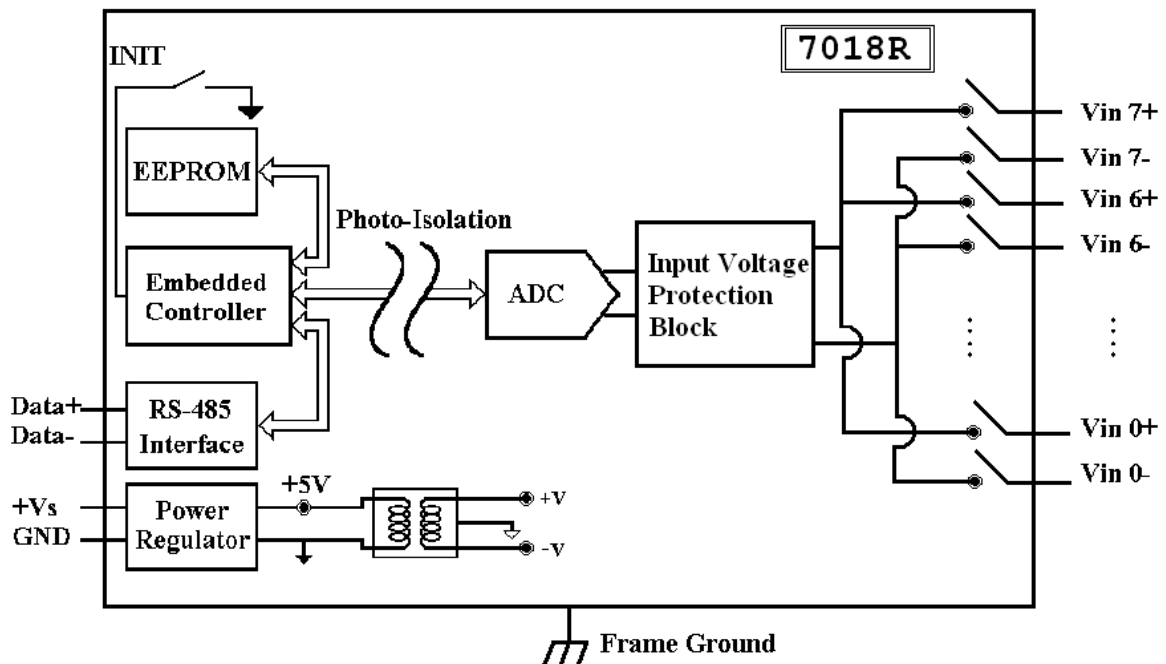 7018R
INIT
EEPROM
Photo-Isolation
Embedded
Controller
ADC
Input Voltage
Protection
Block
Vin 7+
Vin 7-
Vin 6+
Vin 6-
Vin 0+
Vin 0-
Data+
Data-
RS-485
Interface
+Vs
GND
Power
Regulator
+5V
+V
-V
Frame Ground